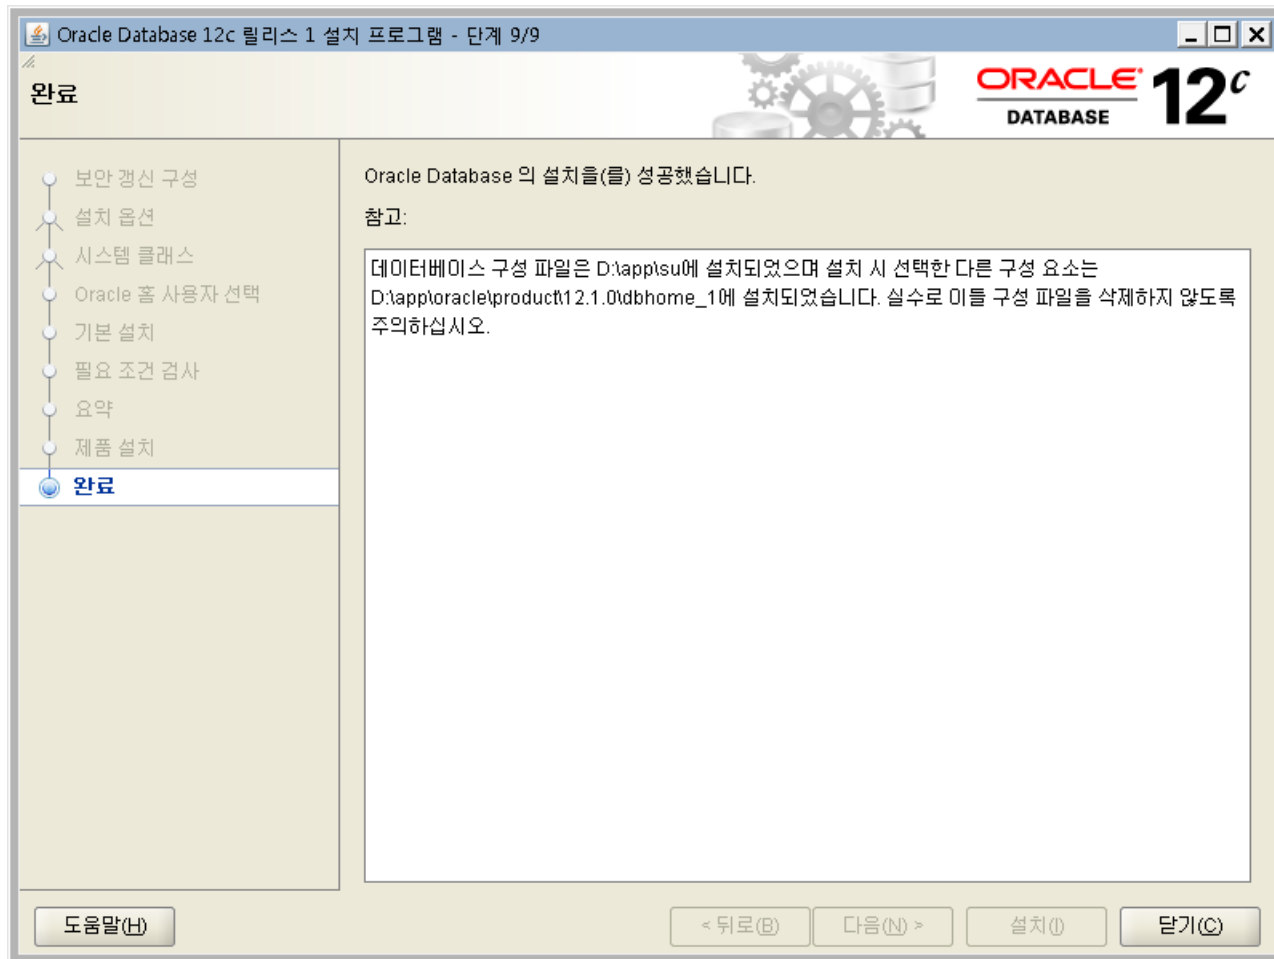 Oracle Database 12c 릴리스 1 설치 프로그램 - 단계 9/9
완료
ORACLE
DATABASE
12c
보안 갱신 구성
설치 옵션
시스템 클래스
Oracle 홈 사용자 선택
기본 설치
필요 조건 검사
요약
제품 설치
완료
Oracle Database 의 설치을(를) 성공했습니다.
참고:
데이터베이스 구성 파일은 D:\app\su에 설치되었으며 설치 시 선택한 다른 구성 요소는
D:\app\oracle\product\12.1.0\dbhome_1에 설치되었습니다. 실수로 이들 구성 파일을 삭제하지 않도록
주의하십시오.
도움말(H)
< 뒤로(B)
다음(N) >
설치(I)
닫기(C)